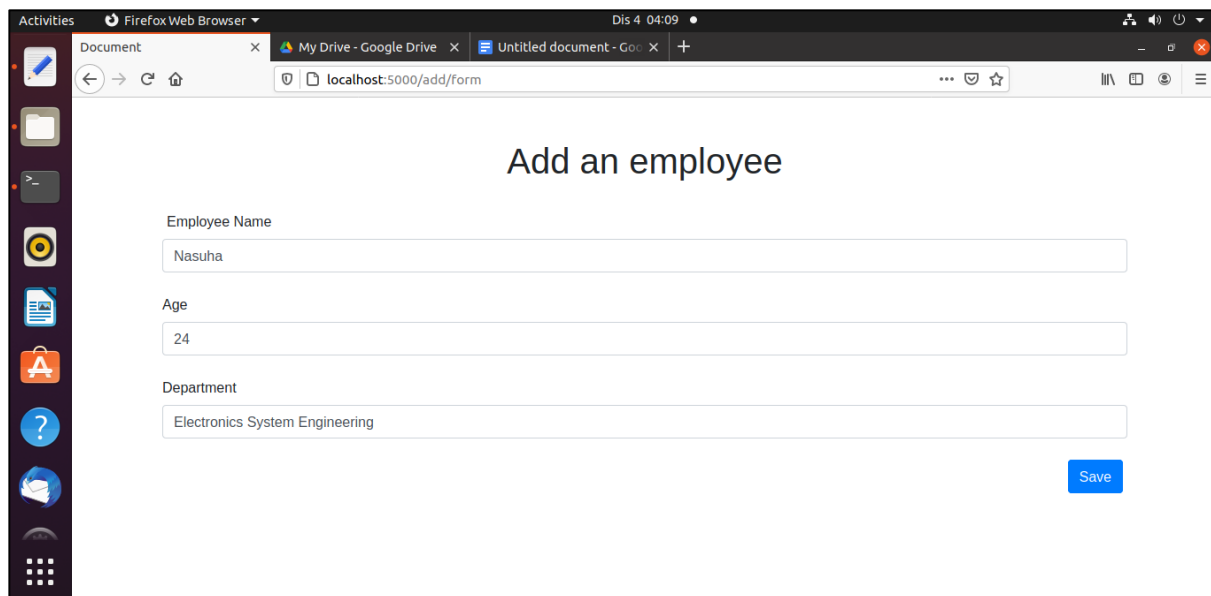 Activities Firefox Web Browser Dis 4 04:09
Document My Drive - Google Drive Untitled document - Goo
localhost:5000/add/form
Add an employee
Employee Name
Nasuha
Age
24
Department
Electronics System Engineering
Save